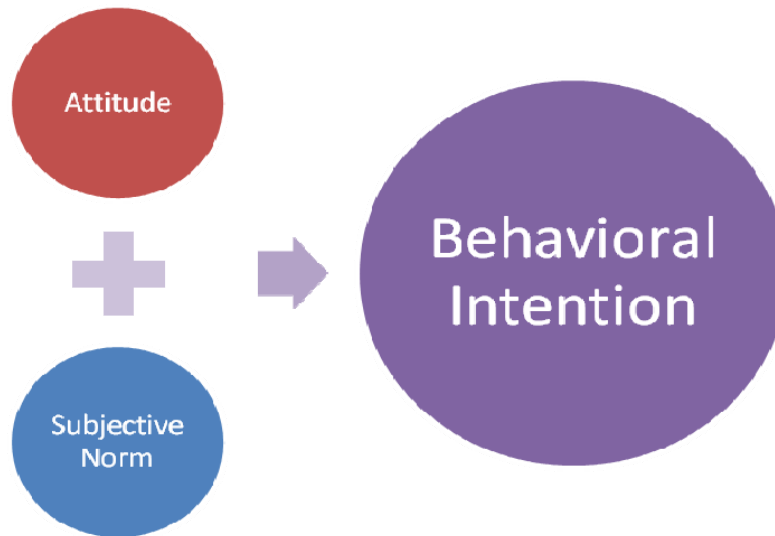 Attitude
Subjective
Norm
Behavioral
Intention